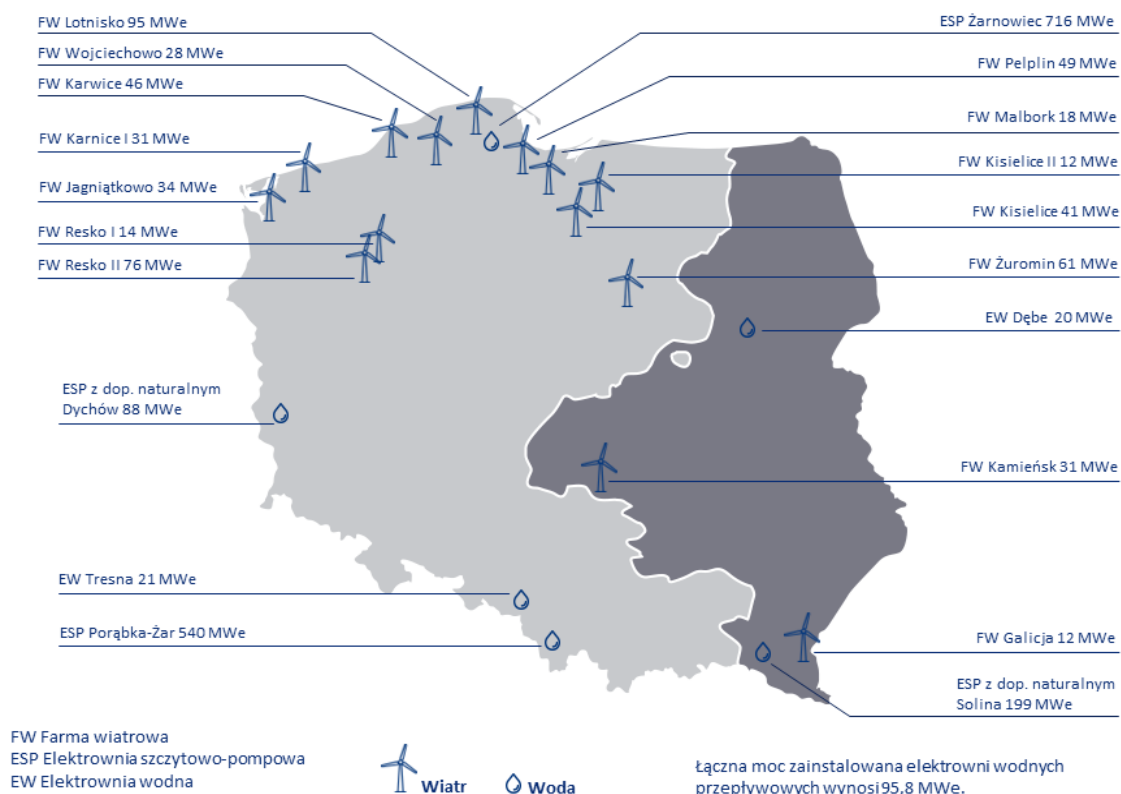 FW Lotnisko 95 MWe
FW Wojciechowo 28 MWe
FW Karwice 46 MWe
FW Karnice I 31 MWe
FW Jagniątkowo 34 MWe
FW Resko I 14 MWe
FW Resko II 76 MWe
ESP z dop. naturalnym
Dychów 88 MWe
EW Tresna 21 MWe
ESP Porąbka-Żar 540 MWe
ESP Żarnowiec 716 MWe
FW Pelplin 49 MWe
FW Malbork 18 MWe
FW Kisielice II 12 MWe
FW Kisielice 41 MWe
FW Żuromin 61 MWe
EW Dębe 20 MWe
FW Kamieńsk 31 MWe
FW Galicja 12 MWe
ESP z dop. naturalnym
Solina 199 MWe
FW Farma wiatrowa
ESP Elektrownia szczytowo-pompowa
EW Elektrownia wodna
Wiatr
Woda
Łączna moc zainstalowana elektrowni wodnych
przepływowych wynosi 95,8 MWe.